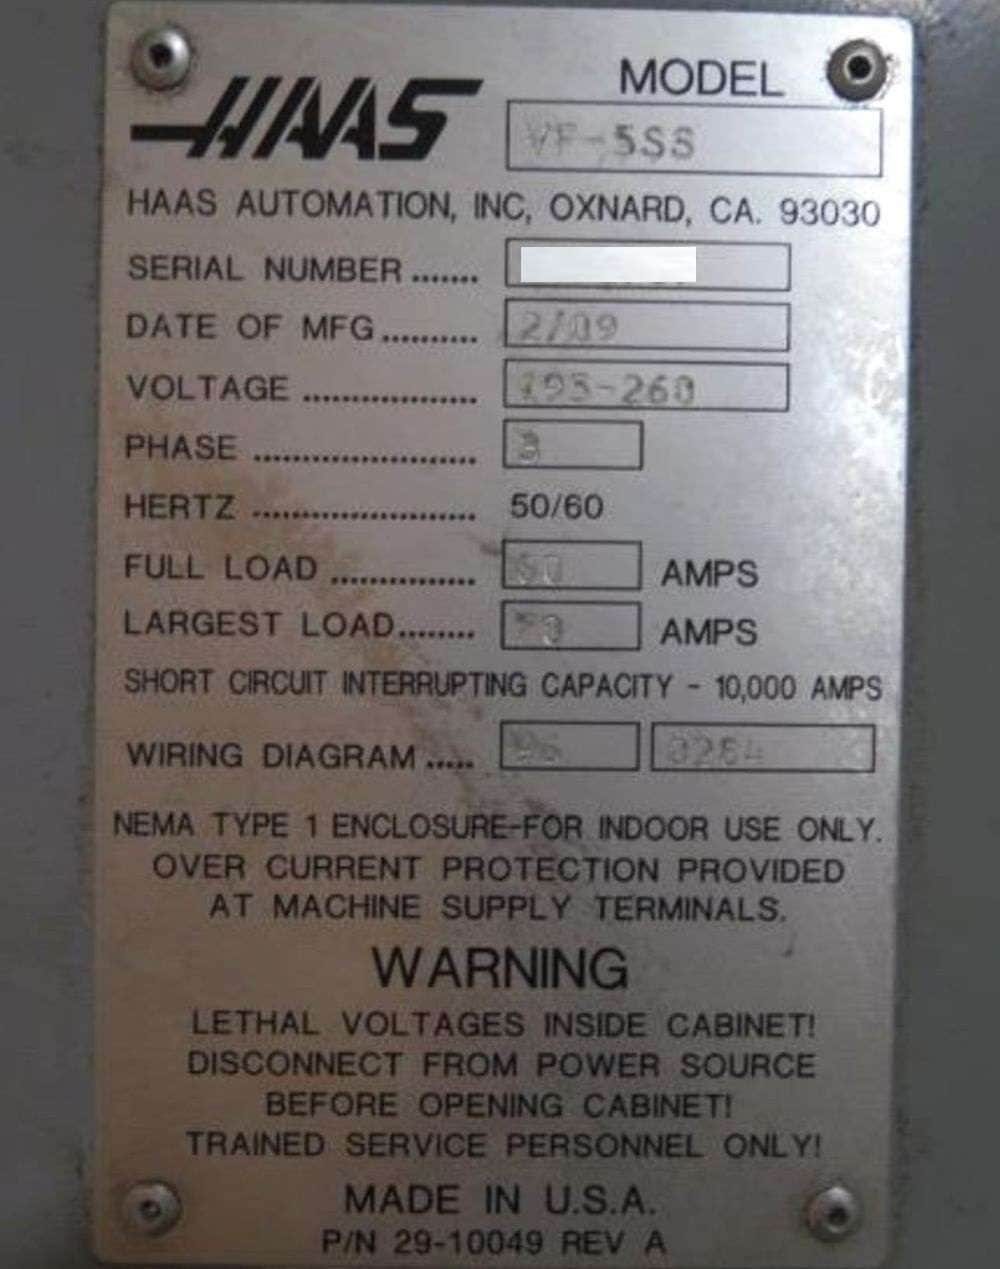 HAAS
MODEL
VF-5SS
HAAS AUTOMATION, INC, OXNARD, CA. 93030
SERIAL NUMBER .......
DATE OF MFG .......... 2/09
VOLTAGE .................. 195-260
PHASE ....................... 3
HERTZ ....................... 50/60
FULL LOAD ............... AMPS
LARGEST LOAD........ AMPS
SHORT CIRCUIT INTERRUPTING CAPACITY - 10,000 AMPS
WIRING DIAGRAM .....
NEMA TYPE 1 ENCLOSURE-FOR INDOOR USE ONLY.
OVER CURRENT PROTECTION PROVIDED
AT MACHINE SUPPLY TERMINALS.
WARNING
LETHAL VOLTAGES INSIDE CABINET!
DISCONNECT FROM POWER SOURCE
BEFORE OPENING CABINET!
TRAINED SERVICE PERSONNEL ONLY!
MADE IN U.S.A.
P/N 29-10049 REV A